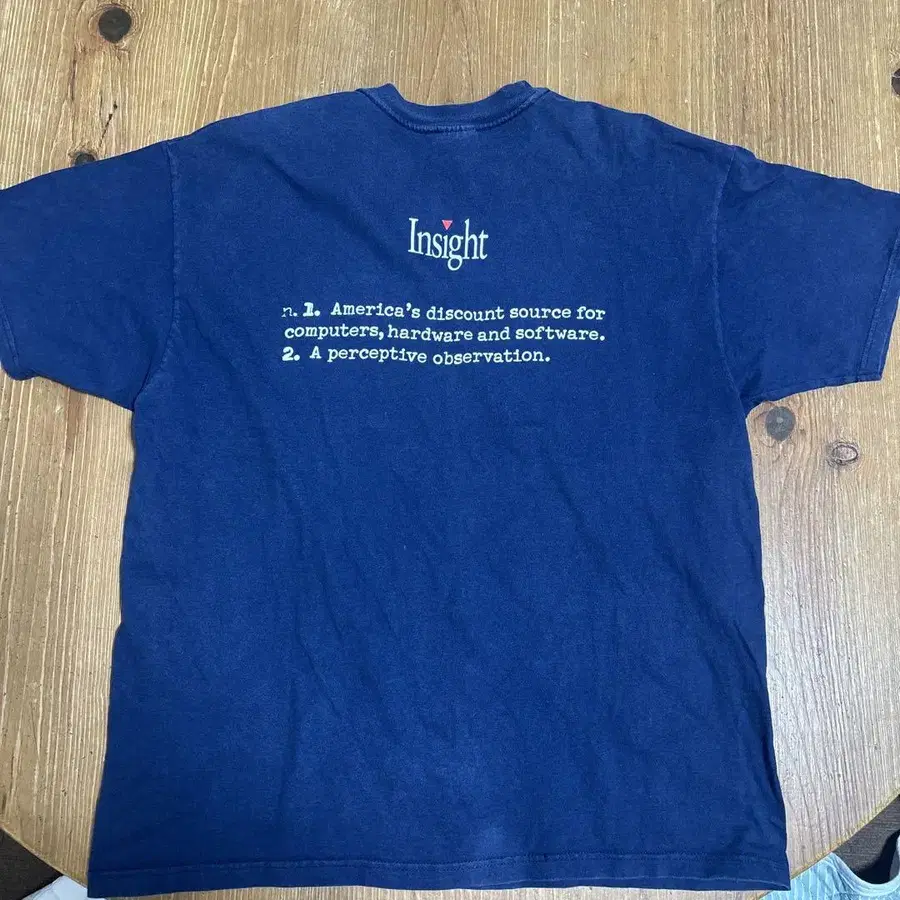 Insight
n. 1. America's discount source for
computers, hardware and software.
2. A perceptive observation.